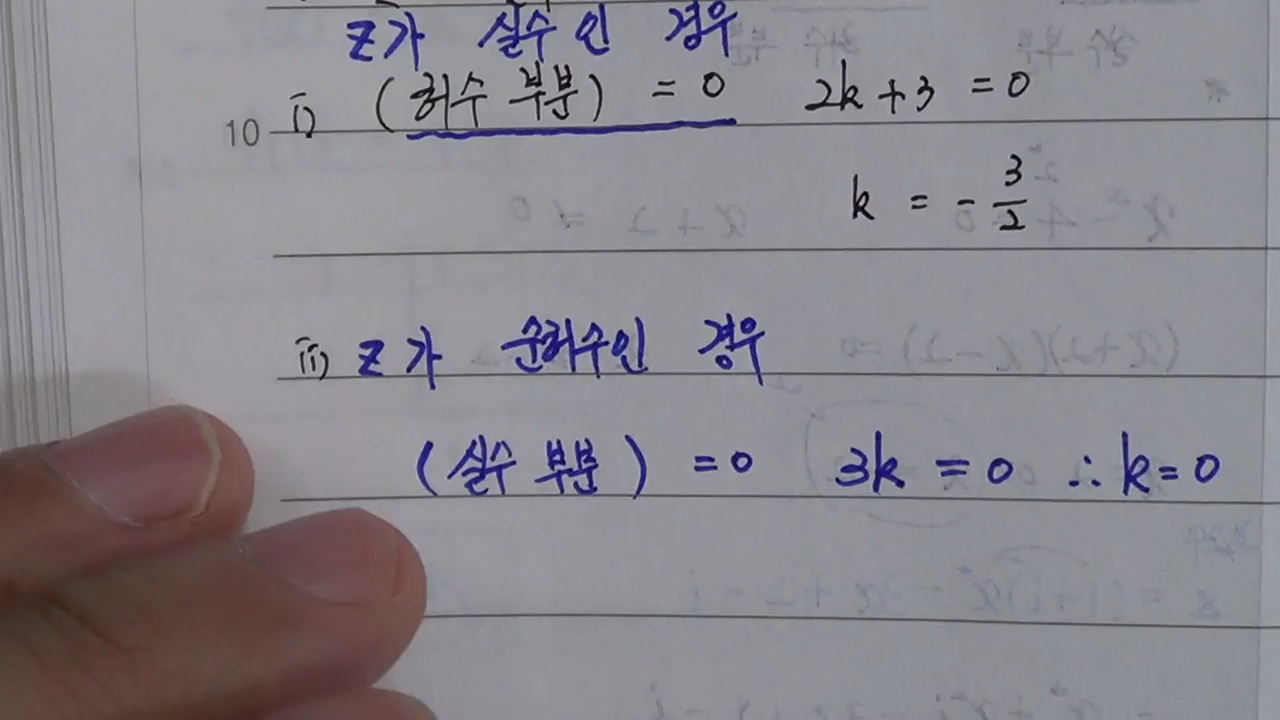 z가 실수인 경우
10 i) (허수 부분) = 0 2k + 3 = 0
k = - 3/2
ii) z가 순허수인 경우
(실수 부분) = 0 3k = 0 ∴ k = 0